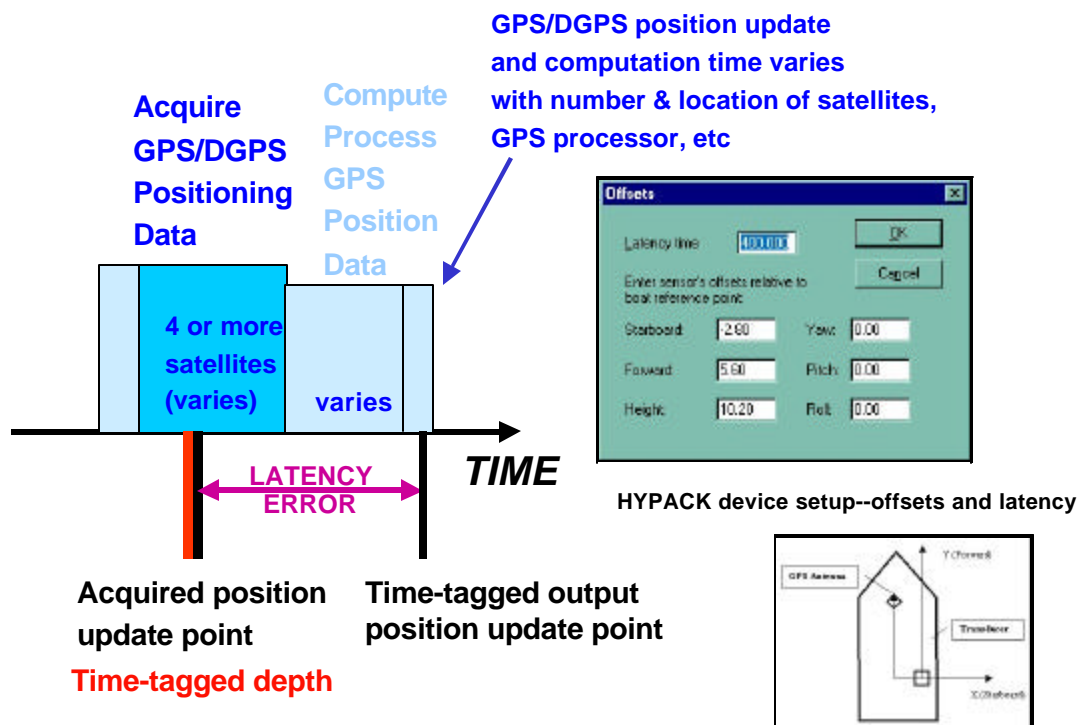 GPS/DGPS position update
and computation time varies
with number & location of satellites,
GPS processor, etc
Acquire
GPS/DGPS
Positioning
Data
Compute
Process
GPS
Position
Data
4 or more
satellites
(varies)
varies
TIME
LATENCY
ERROR
Acquired position
update point
Time-tagged depth
Time-tagged output
position update point
Offsets
Latency time
400.000
OK
Cancel
Enter sensor's offsets relative to
boat reference point:
Starboard: -2.80 Yaw: 0.00
Forward: 5.60 Pitch: 0.00
Height: 10.20 Roll: 0.00
HYPACK device setup--offsets and latency
Y (Forward)
GPS Antenna
Transducer
X (Starboard)